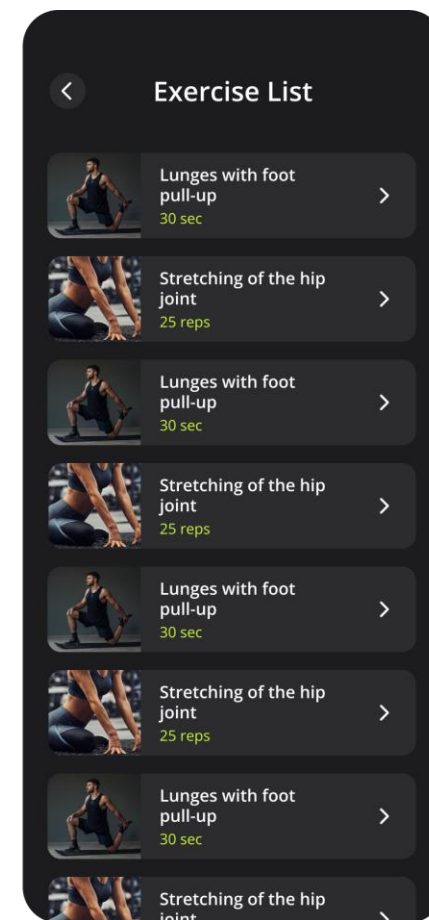 Exercise List
Lunges with foot
pull-up
30 sec
Stretching of the hip
joint
25 reps
Lunges with foot
pull-up
30 sec
Stretching of the hip
joint
25 reps
Lunges with foot
pull-up
30 sec
Stretching of the hip
joint
25 reps
Lunges with foot
pull-up
30 sec
Stretching of the hip
joint